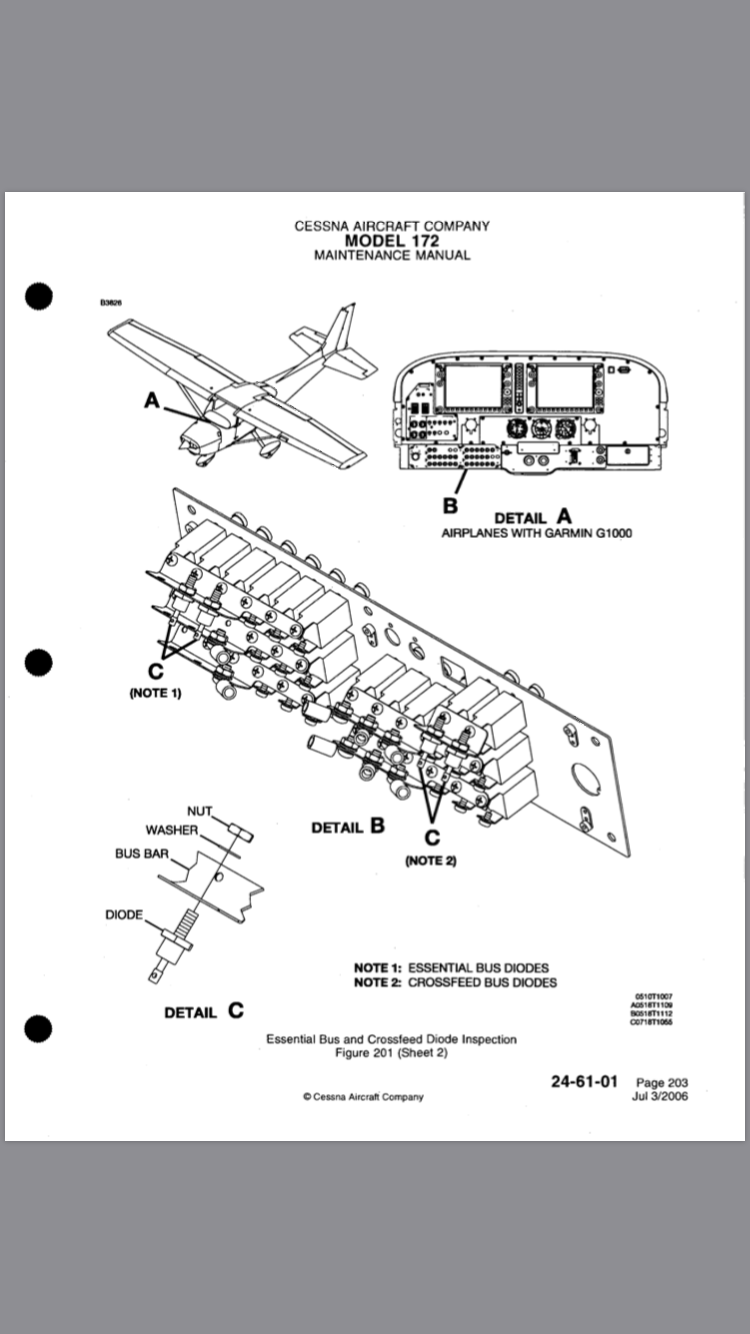 CESSNA AIRCRAFT COMPANY
MODEL 172
MAINTENANCE MANUAL
B3626
A
B
DETAIL A
AIRPLANES WITH GARMIN G1000
C
(NOTE 1)
DETAIL B
C
(NOTE 2)
NUT
WASHER
BUS BAR
DIODE
DETAIL C
NOTE 1: ESSENTIAL BUS DIODES
NOTE 2: CROSSFEED BUS DIODES
0510T1007
A0518T1109
B0518T1112
C0718T1065
Essential Bus and Crossfeed Diode Inspection
Figure 201 (Sheet 2)
24-61-01 Page 203
© Cessna Aircraft Company Jul 3/2006